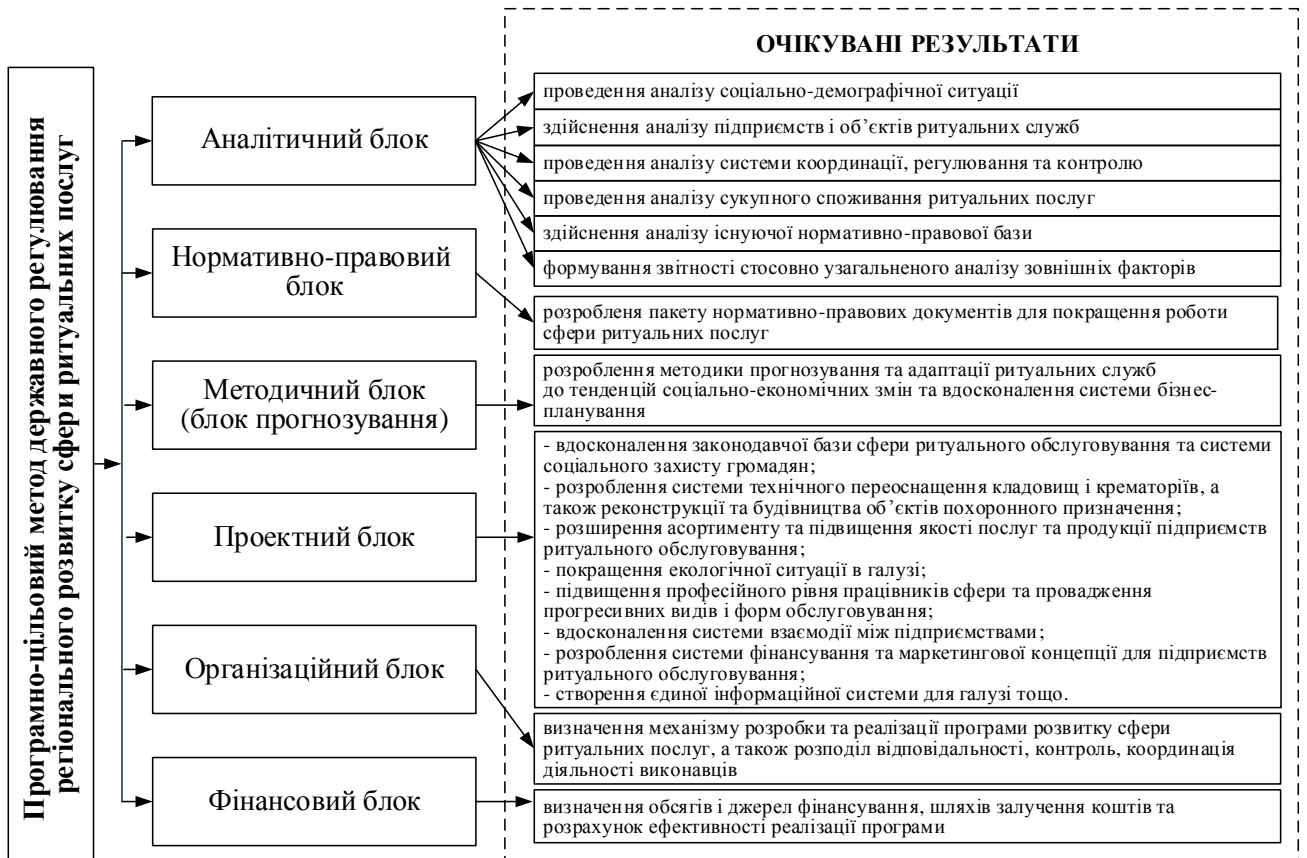 Програмно-цільовий метод державного регулювання
регіонального розвитку сфери ритуальних послуг
ОЧІКУВАНІ РЕЗУЛЬТАТИ
Аналітичний блок
проведення аналізу соціально-демографічної ситуації
здійснення аналізу підприємств і об’єктів ритуальних служб
проведення аналізу системи координації, регулювання та контролю
проведення аналізу сукупного споживання ритуальних послуг
здійснення аналізу існуючої нормативно-правової бази
формування звітності стосовно узагальненого аналізу зовнішніх факторів
Нормативно-правовий
блок
розроблення пакету нормативно-правових документів для покращення роботи
сфери ритуальних послуг
Методичний блок
(блок прогнозування)
розроблення методики прогнозування та адаптації ритуальних служб
до тенденцій соціально-економічних змін та вдосконалення системи бізнес-
планування
Проектний блок
- вдосконалення законодавчої бази сфери ритуального обслуговування та системи
соціального захисту громадян;
- розроблення системи технічного переоснащення кладовищ і крематоріїв, а
також реконструкції та будівництва об’єктів похоронного призначення;
- розширення асортименту та підвищення якості послуг та продукції підприємств
ритуального обслуговування;
- покращення екологічної ситуації в галузі;
- підвищення професійного рівня працівників сфери та провадження
прогресивних видів і форм обслуговування;
- вдосконалення системи взаємодії між підприємствами;
- розроблення системи фінансування та маркетингової концепції для підприємств
ритуального обслуговування;
- створення єдиної інформаційної системи для галузі тощо.
Організаційний блок
визначення механізму розробки та реалізації програми розвитку сфери
ритуальних послуг, а також розподіл відповідальності, контроль, координація
діяльності виконавців
Фінансовий блок
визначення обсягів і джерел фінансування, шляхів залучення коштів та
розрахунок ефективності реалізації програми